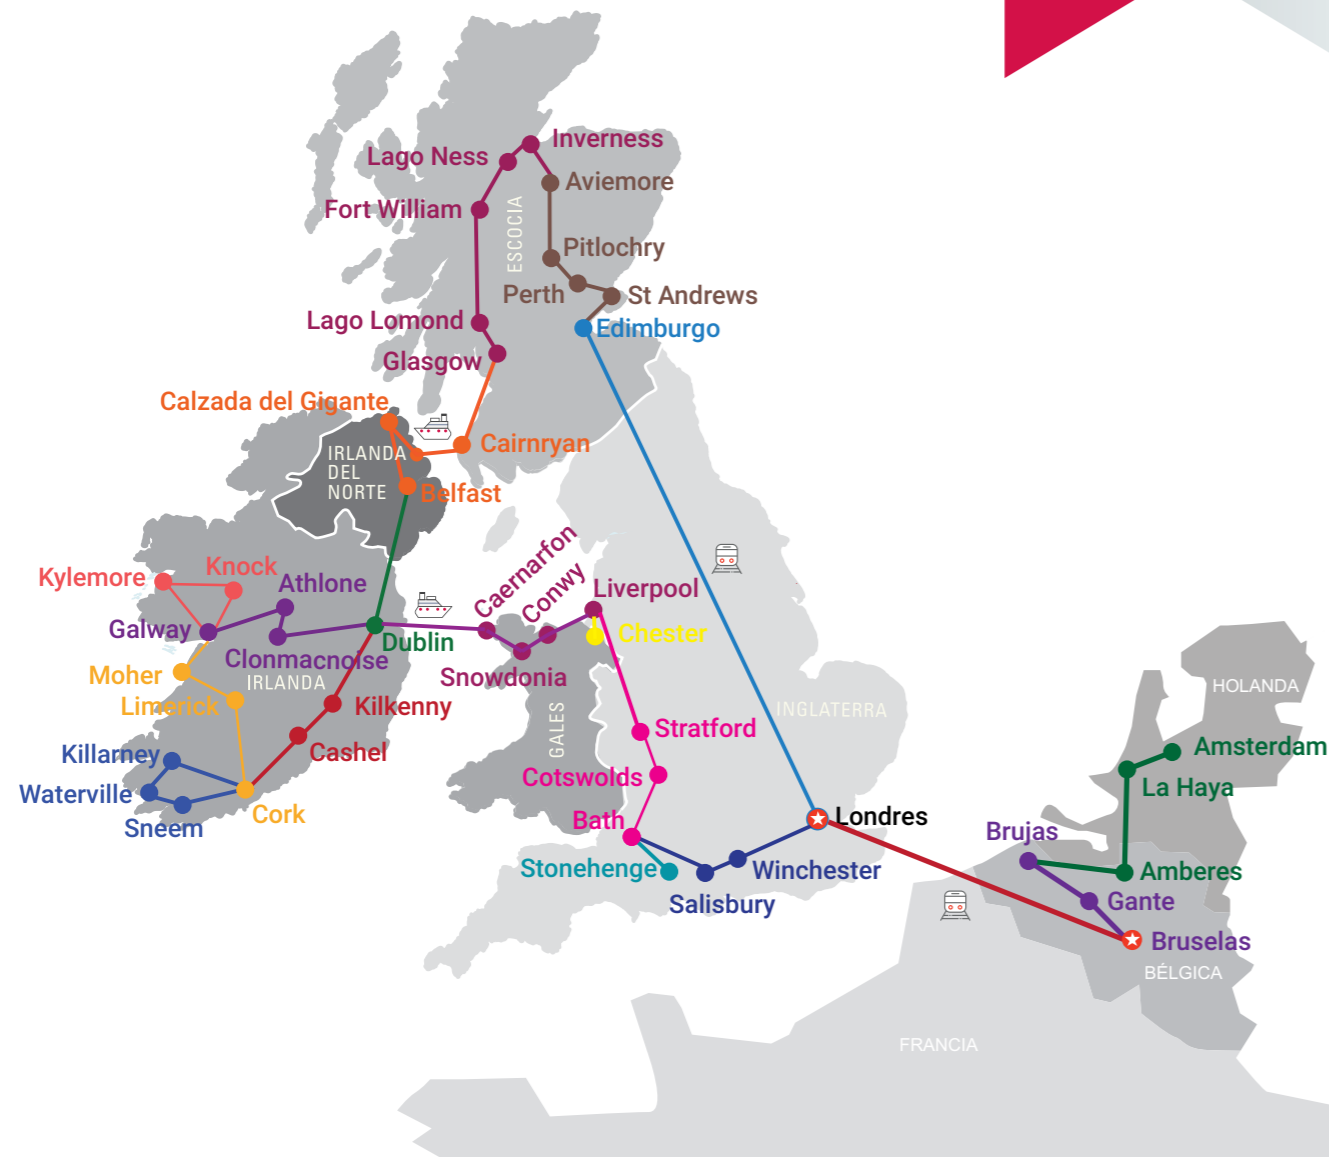 Inverness
Lago Ness
Aviemore
Fort William
ESCOCIA
Pitlochry
Perth
St Andrews
Lago Lomond
Edimburgo
Glasgow
Calzada del Gigante
Cairnryan
IRLANDA
DEL
NORTE
Belfast
Caernarfon
Conwy
Knock
Kylemore
Athlone
Liverpool
Galway
Chester
Dublin
Clonmacnoise
Moher
IRLANDA
Snowdonia
HOLANDA
Limerick
Kilkenny
GALES
INGLATERRA
Stratford
Killarney
Cashel
Amsterdam
Cotswolds
La Haya
Waterville
Sneem
Cork
Bath
Londres
Brujas
Stonehenge
Winchester
Amberes
Salisbury
Gante
Bruselas
BÉLGICA
FRANCIA